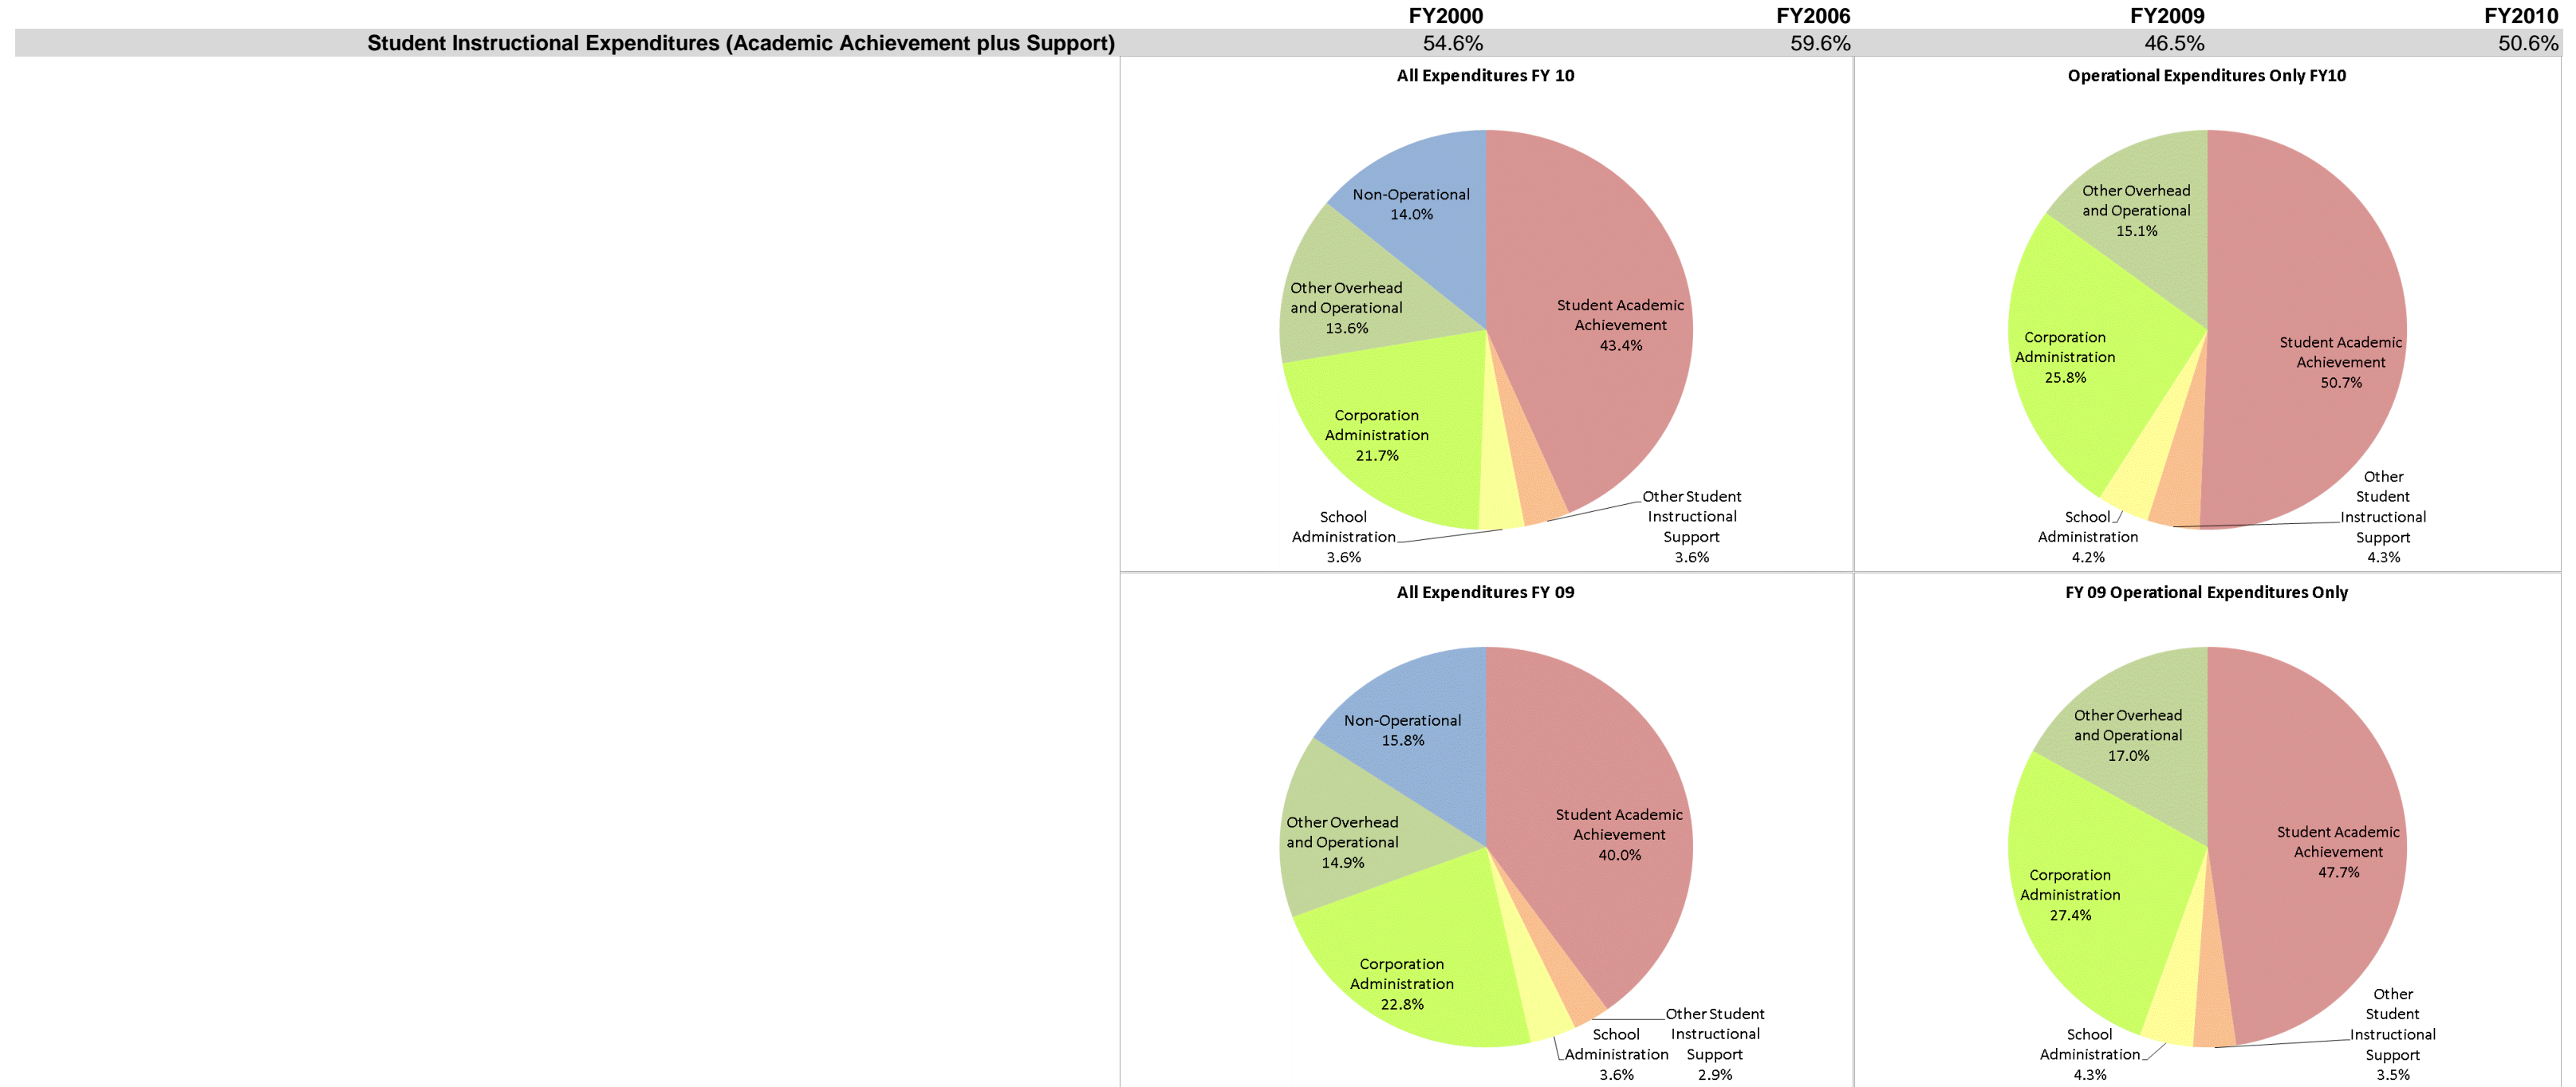 FY2000 FY2006 FY2009 FY2010
Student Instructional Expenditures (Academic Achievement plus Support) 54.6% 59.6% 46.5% 50.6%
All Expenditures FY 10
Non-Operational
14.0%
Student Academic
Achievement
43.4%
Other Overhead
and Operational
13.6%
Corporation
Administration
21.7%
School
Administration
3.6%
Other Student
Instructional
Support
3.6%
Operational Expenditures Only FY10
Other Overhead
and Operational
15.1%
Corporation
Administration
25.8%
Student Academic
Achievement
50.7%
School
Administration
4.2%
Other
Student
Instructional
Support
4.3%
All Expenditures FY 09
Non-Operational
15.8%
Student Academic
Achievement
40.0%
Other Overhead
and Operational
14.9%
Corporation
Administration
22.8%
School
Administration
3.6%
Other Student
Instructional
Support
2.9%
FY 09 Operational Expenditures Only
Other Overhead
and Operational
17.0%
Student Academic
Achievement
47.7%
Corporation
Administration
27.4%
School
Administration
4.3%
Other
Student
Instructional
Support
3.5%